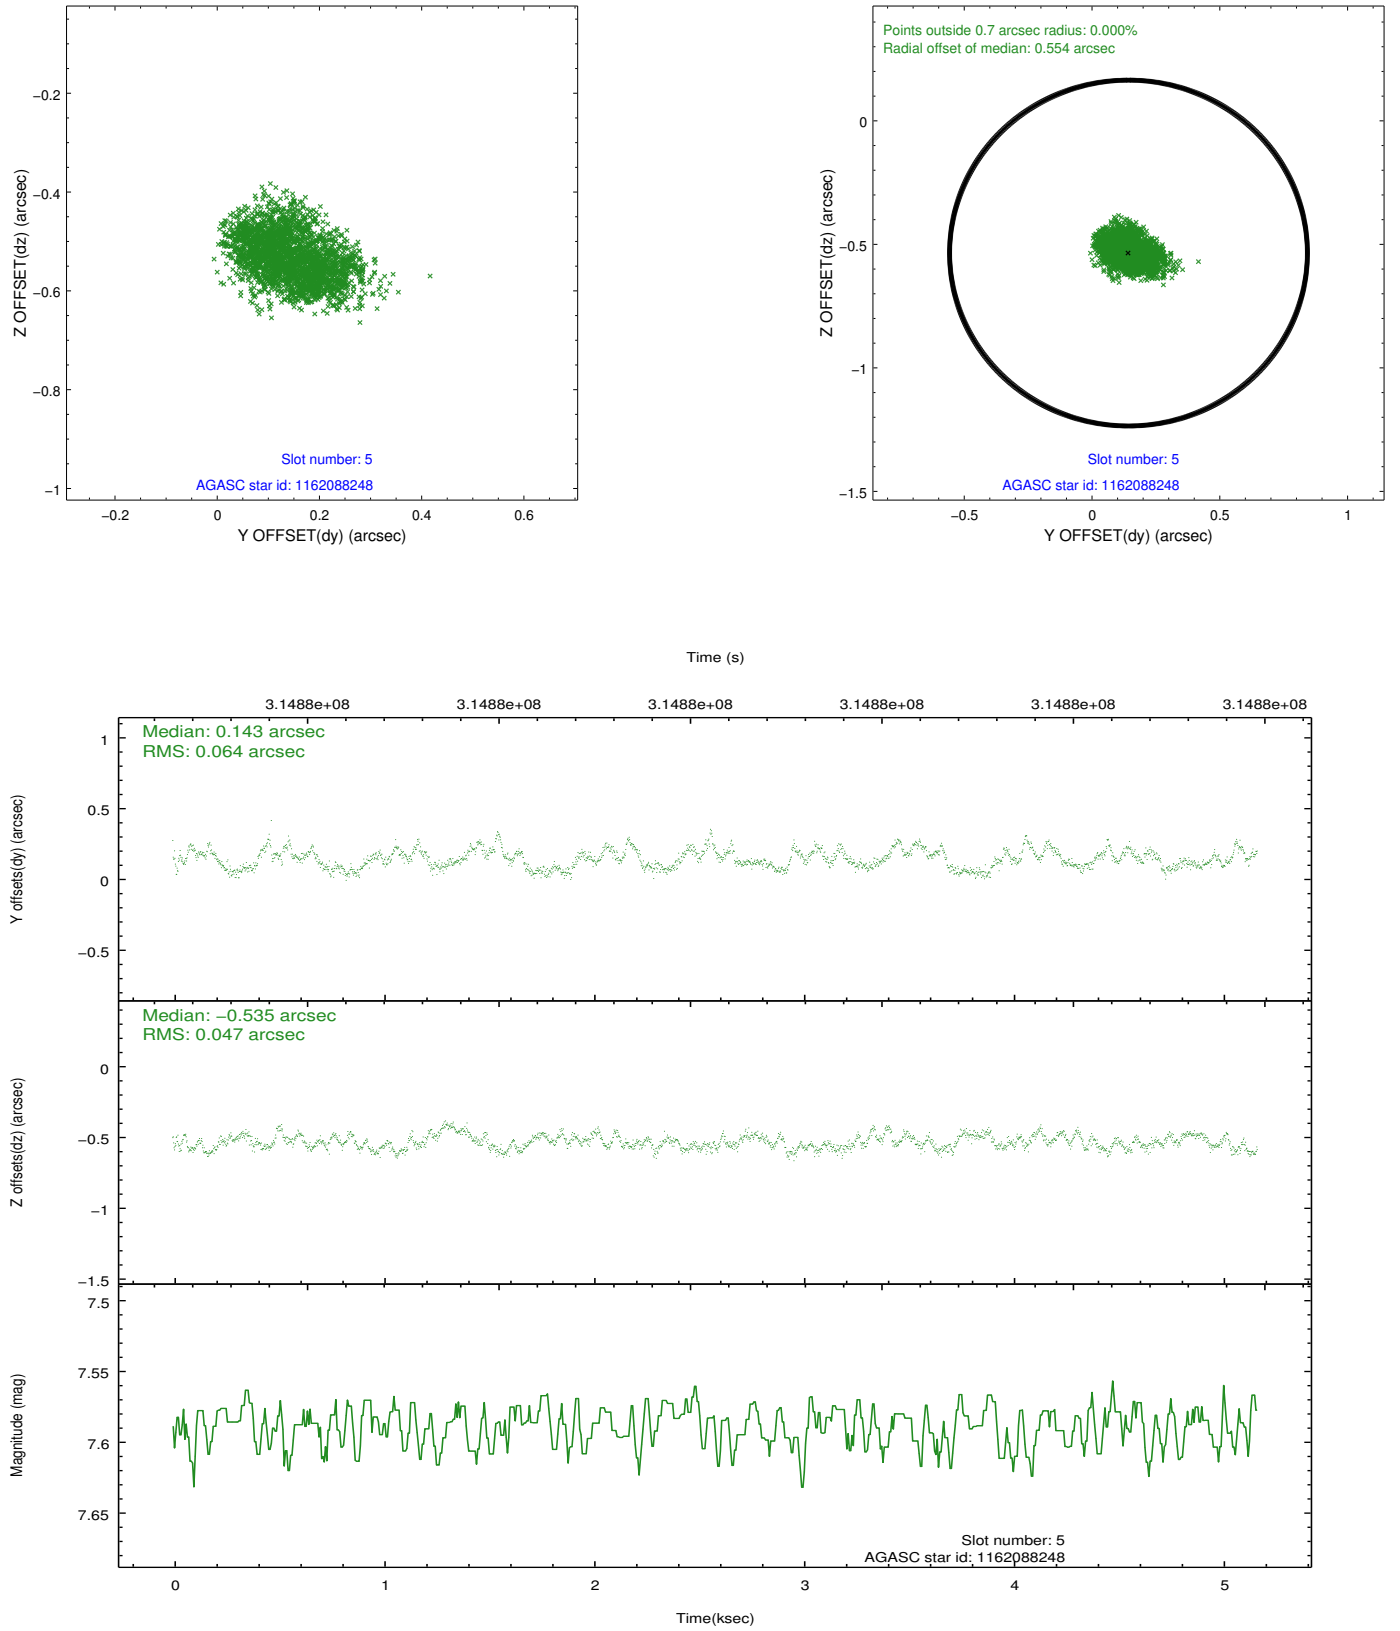 −0.2
−0.4
−0.6
−0.8
−1
Z OFFSET(dz) (arcsec)
Slot number: 5
AGASC star id: 1162088248
−0.2 0 0.2 0.4 0.6
Y OFFSET(dy) (arcsec)
Points outside 0.7 arcsec radius: 0.000%
Radial offset of median: 0.554 arcsec
0
−0.5
−1
−1.5
Z OFFSET(dz) (arcsec)
Slot number: 5
AGASC star id: 1162088248
−0.5 0 0.5 1
Y OFFSET(dy) (arcsec)
Time (s)
3.1488e+08 3.1488e+08 3.1488e+08 3.1488e+08 3.1488e+08 3.1488e+08
Median: 0.143 arcsec
RMS: 0.064 arcsec
1
0.5
0
−0.5
Y offsets(dy) (arcsec)
Median: −0.535 arcsec
RMS: 0.047 arcsec
0
−0.5
−1
−1.5
Z offsets(dz) (arcsec)
7.5
7.55
7.6
7.65
Magnitude (mag)
Slot number: 5
AGASC star id: 1162088248
0 1 2 3 4 5
Time(ksec)